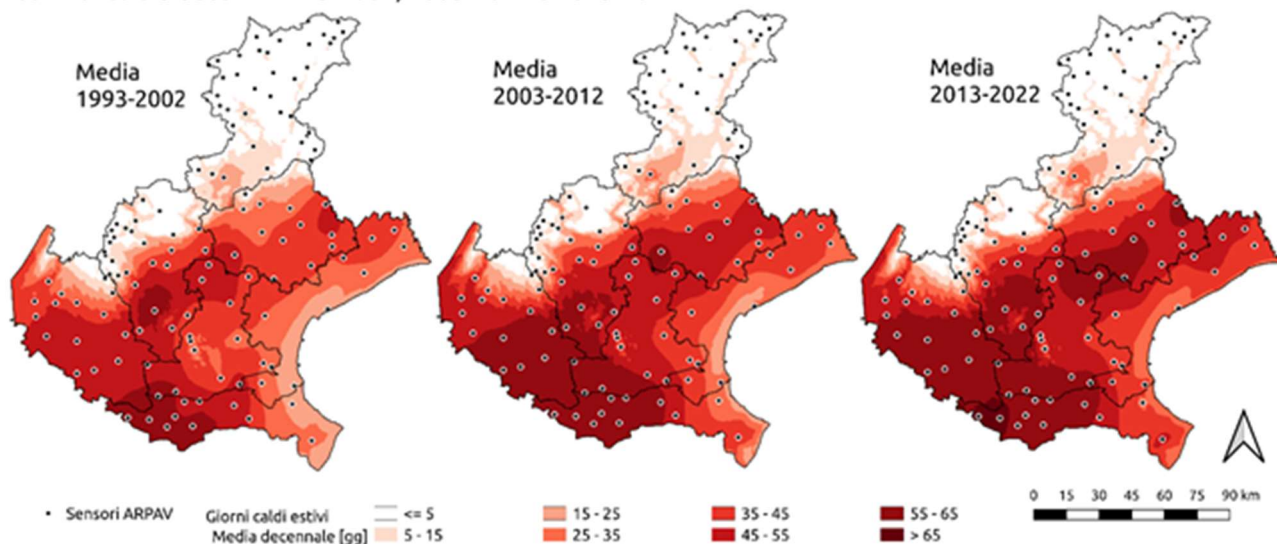 Media
1993-2002
Media
2003-2012
Media
2013-2022
Sensori ARPAV
Giorni caldi estivi
Media decennale [gg]
<= 5
5 - 15
15 - 25
25 - 35
35 - 45
45 - 55
55 - 65
> 65
0 15 30 45 60 75 90 km